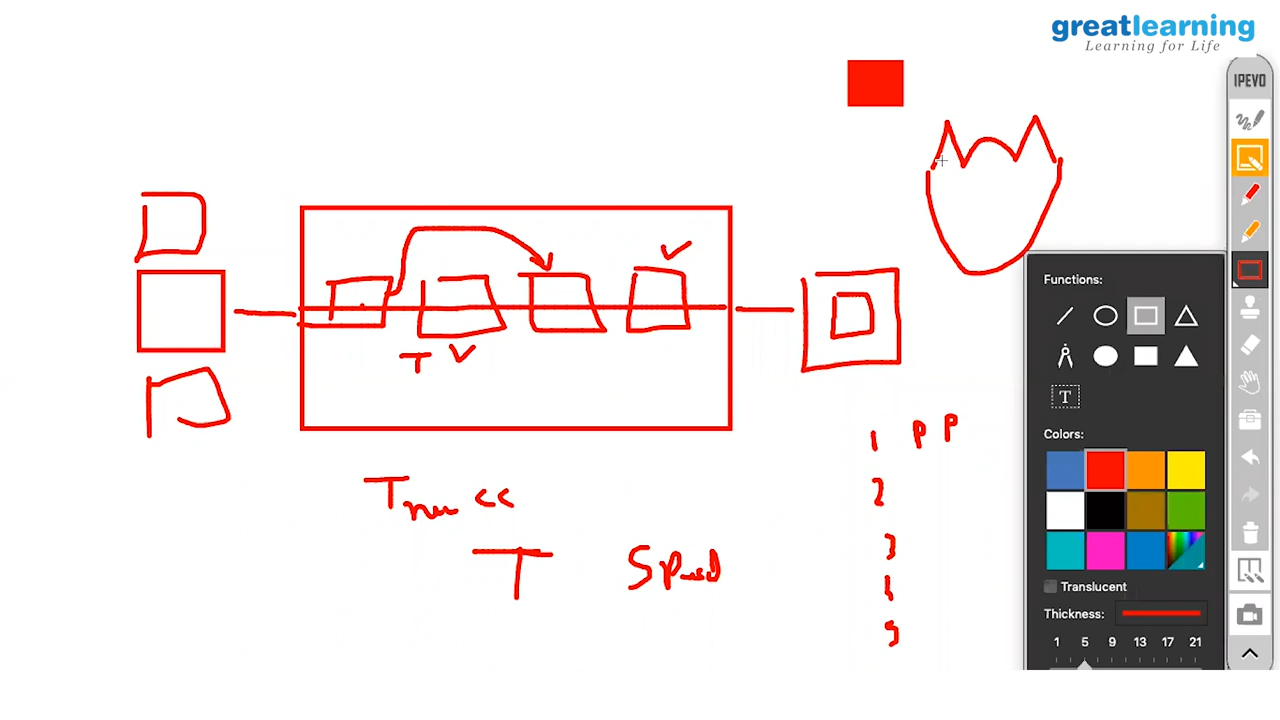 greatlearning
Learning for Life
IPEVO
Functions:
T
Colors:
Translucent
Thickness:
1 5 9 13 17 21
T
T
Speed
1 P P
2
3
5